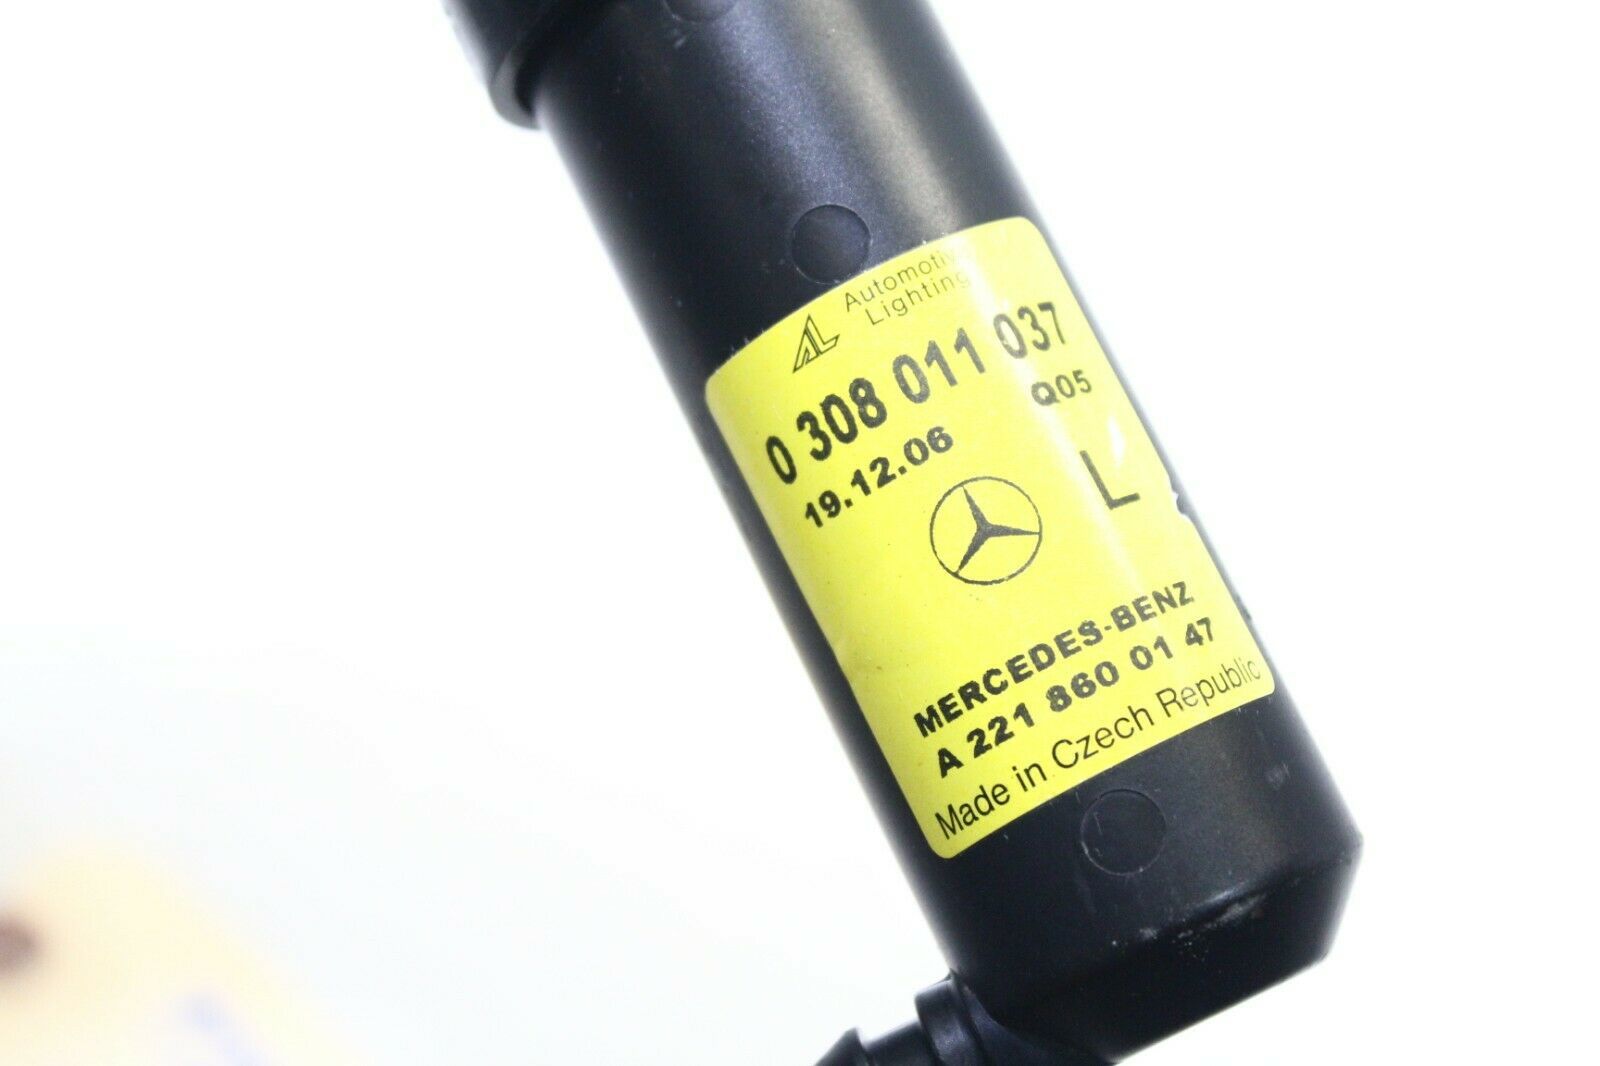 AL Automotive
Lighting
0 308 011 037
19.12.06 Q05
L
MERCEDES-BENZ
A 221 860 01 47
Made in Czech Republic